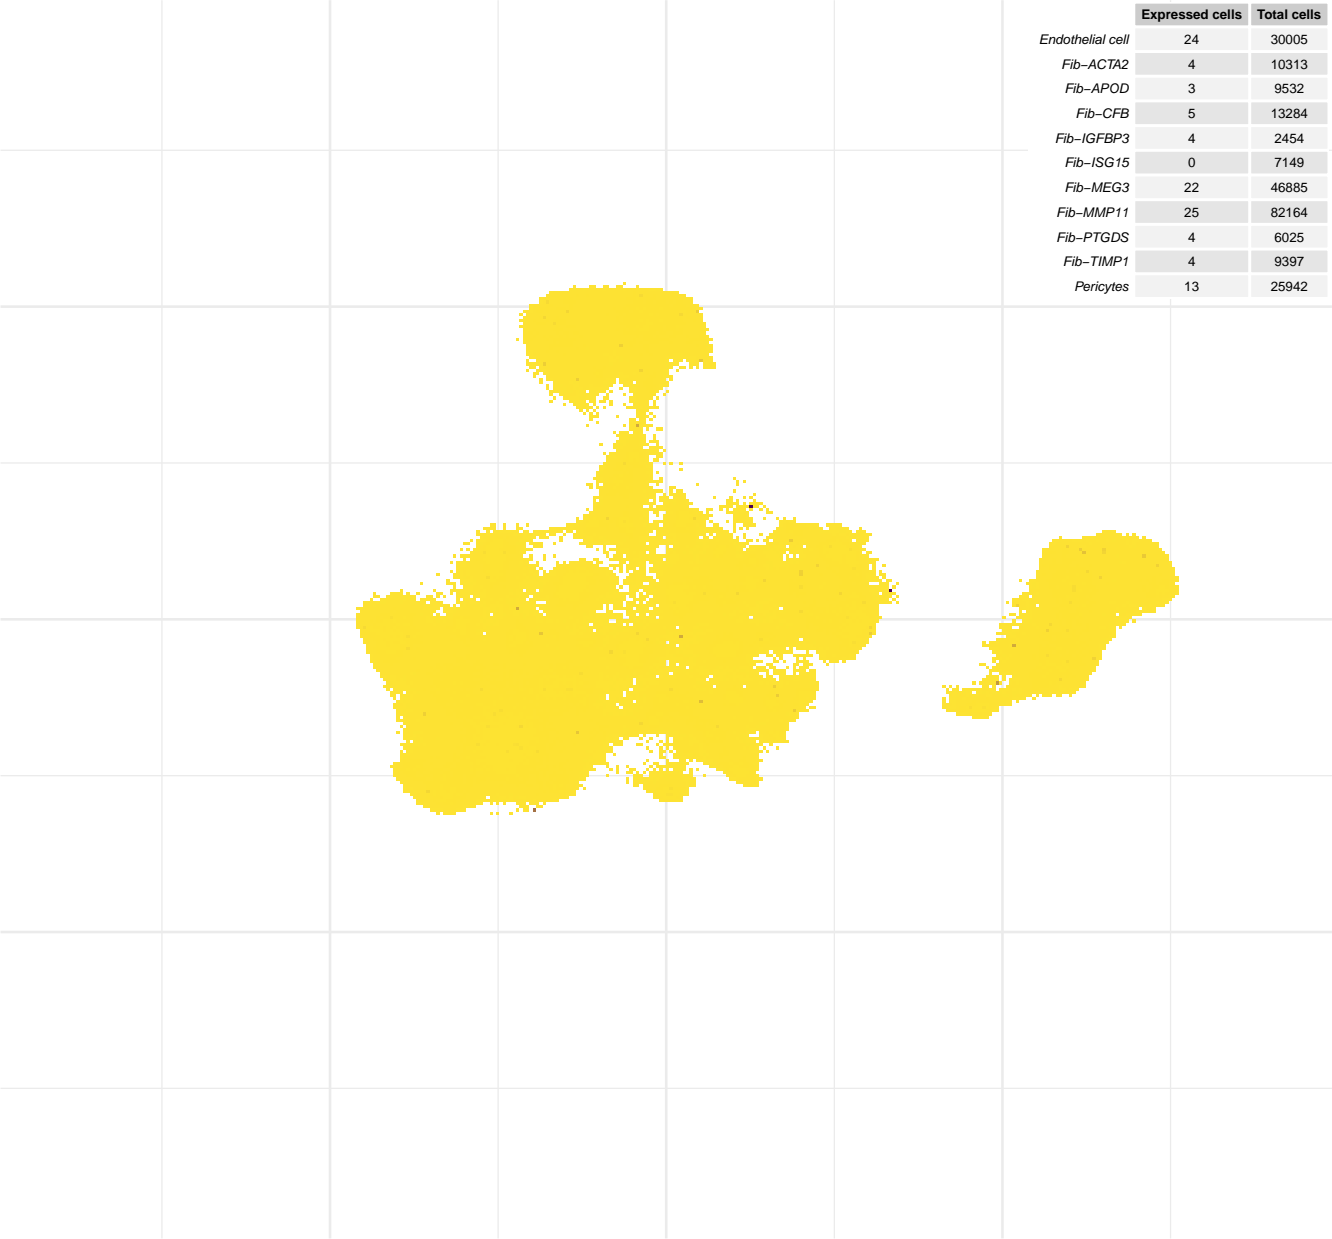 Expressed cells Total cells
Endothelial cell 24 30005
Fib−ACTA2 4 10313
Fib−APOD 3 9532
Fib−CFB 5 13284
Fib−IGFBP3 4 2454
Fib−ISG15 0 7149
Fib−MEG3 22 46885
Fib−MMP11 25 82164
Fib−PTGDS 4 6025
Fib−TIMP1 4 9397
Pericytes 13 25942